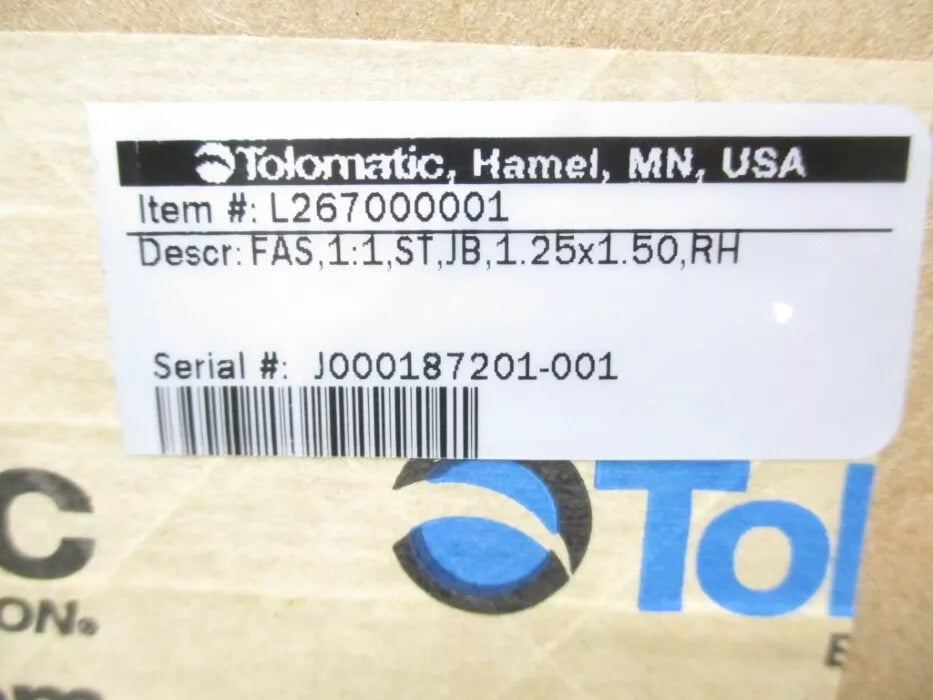 Tolomatic, Hamel, MN, USA
Item #: L267000001
Descr: FAS,1:1,ST,JB,1.25x1.50,RH
Serial #: J000187201-001
C
Tol
ON®
E